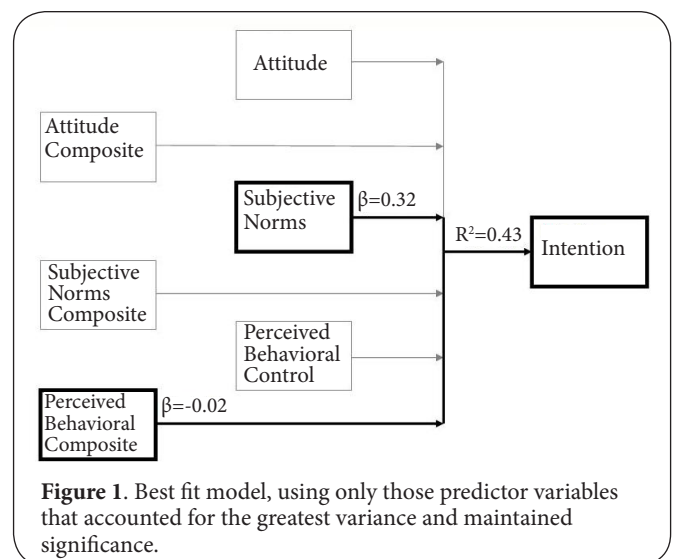 Attitude
Attitude
Composite
Subjective
Norms
β=0.32
R²=0.43
Intention
Subjective
Norms
Composite
Perceived
Behavioral
Control
Perceived
Behavioral
Composite
β=-0.02
Figure 1. Best fit model, using only those predictor variables
that accounted for the greatest variance and maintained
significance.